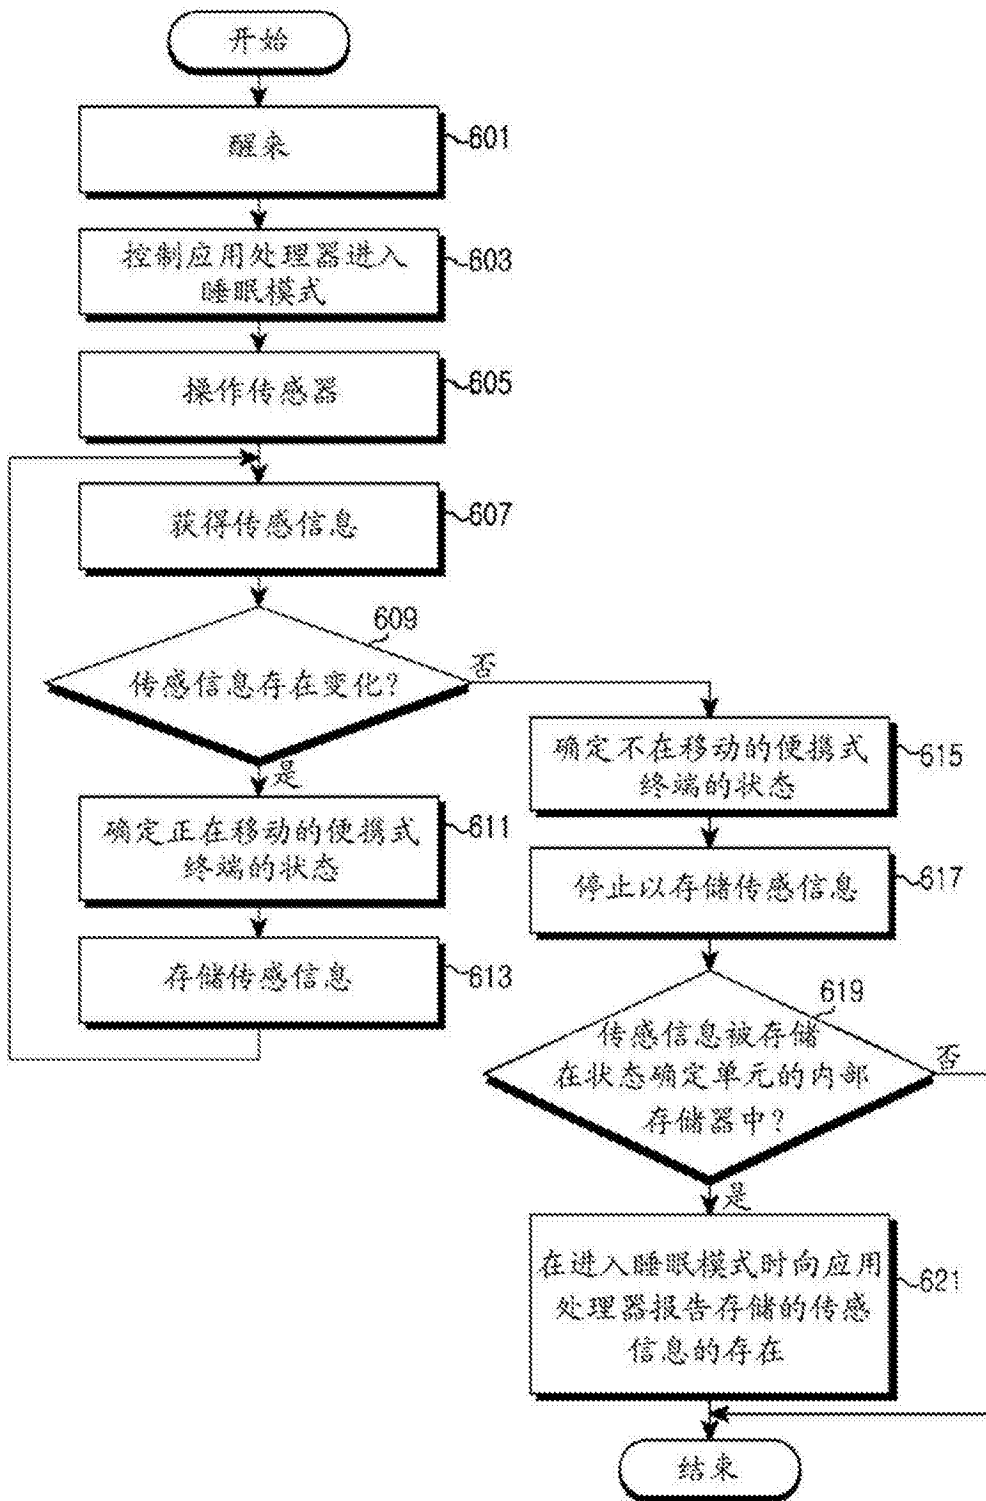 开始
醒来
601
控制应用处理器进入
睡眠模式
603
操作传感器
605
获得传感信息
607
609
传感信息存在变化?
否
是
确定正在移动的便携式
终端的状态
611
存储传感信息
613
确定不在移动的便携式
终端的状态
615
停止以存储传感信息
617
619
传感信息被存储
在状态确定单元的内部
存储器中?
否
是
在进入睡眠模式时向应用
处理器报告存储的传感
信息的存在
621
结束